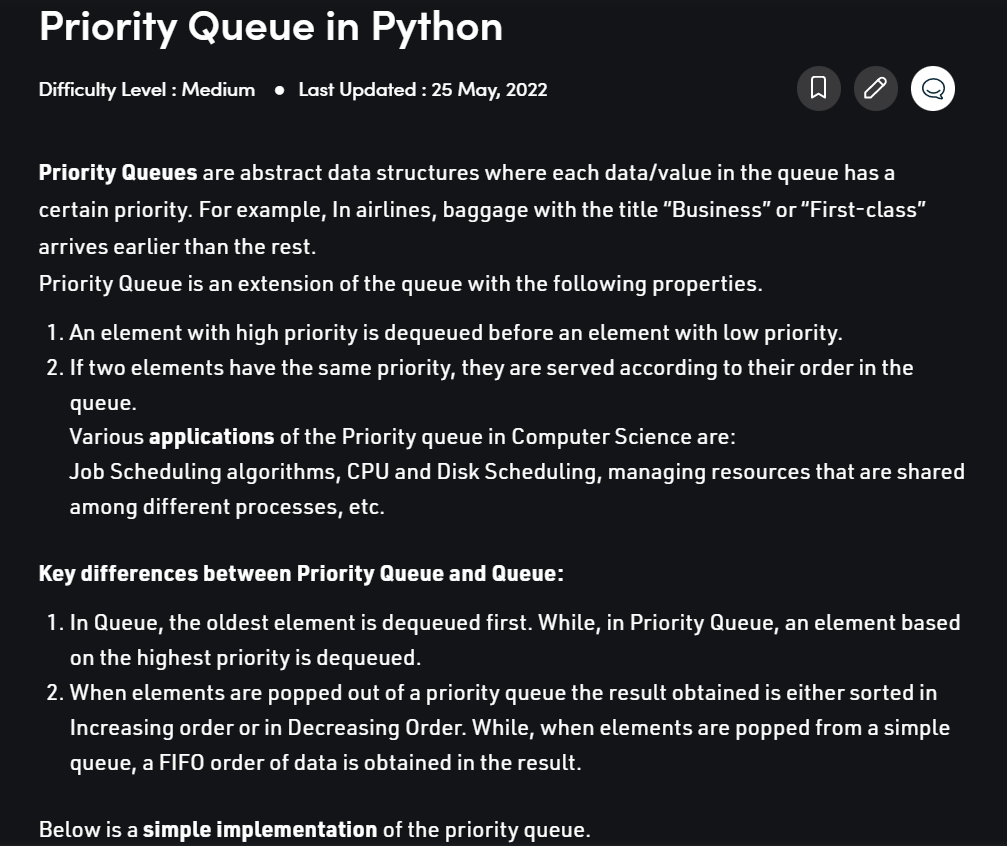 Priority Queue in Python
Difficulty Level : Medium ● Last Updated : 25 May, 2022
Priority Queues are abstract data structures where each data/value in the queue has a
certain priority. For example, In airlines, baggage with the title “Business” or “First-class”
arrives earlier than the rest.
Priority Queue is an extension of the queue with the following properties.
1. An element with high priority is dequeued before an element with low priority.
2. If two elements have the same priority, they are served according to their order in the
queue.
Various applications of the Priority queue in Computer Science are:
Job Scheduling algorithms, CPU and Disk Scheduling, managing resources that are shared
among different processes, etc.
Key differences between Priority Queue and Queue:
1. In Queue, the oldest element is dequeued first. While, in Priority Queue, an element based
on the highest priority is dequeued.
2. When elements are popped out of a priority queue the result obtained is either sorted in
Increasing order or in Decreasing Order. While, when elements are popped from a simple
queue, a FIFO order of data is obtained in the result.
Below is a simple implementation of the priority queue.